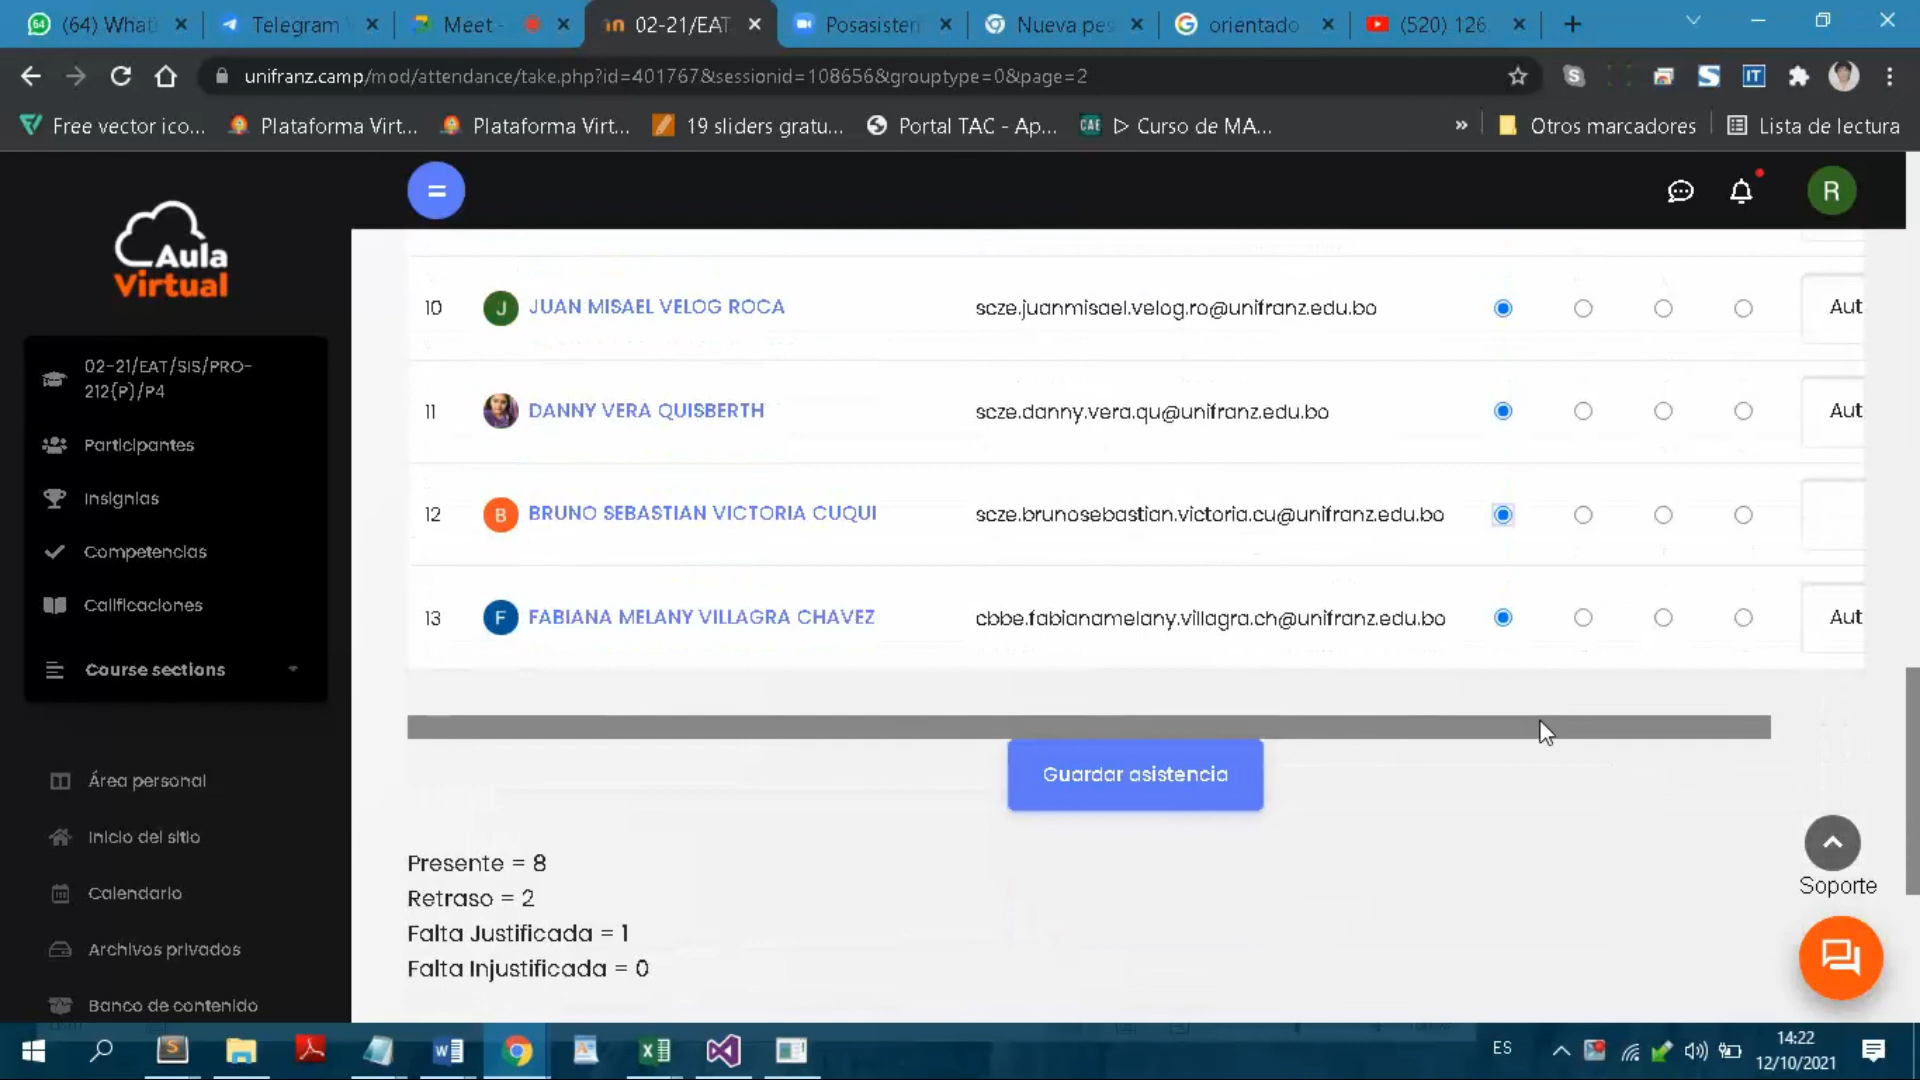 (64) What
Telegram
Meet -
02-21/EAT
Posasisten
Nueva pes
orientado
(520) 126
unifranz.camp/mod/attendance/take.php?id=401767&sessionid=108656&grouptype=0&page=2
Free vector ico...
Plataforma Virt...
Plataforma Virt...
19 sliders gratu...
Portal TAC - Ap...
CAE
▷ Curso de MA...
»
Otros marcadores
Lista de lectura
Aula
Virtual
R
02-21/EAT/SIS/PRO-
212(P)/P4
Participantes
Insignias
Competencias
Calificaciones
Course sections
Área personal
Inicio del sitio
Calendario
Archivos privados
Banco de contenido
10 J JUAN MISAEL VELOG ROCA scze.juanmisael.velog.ro@unifranz.edu.bo Aut
11 DANNY VERA QUISBERTH scze.danny.vera.qu@unifranz.edu.bo Aut
12 B BRUNO SEBASTIAN VICTORIA CUQUI scze.brunosebastian.victoria.cu@unifranz.edu.bo
13 F FABIANA MELANY VILLAGRA CHAVEZ cbbe.fabianamelany.villagra.ch@unifranz.edu.bo Aut
Guardar asistencia
Presente = 8
Retraso = 2
Falta Justificada = 1
Falta Injustificada = 0
Soporte
ES
14:22
12/10/2021